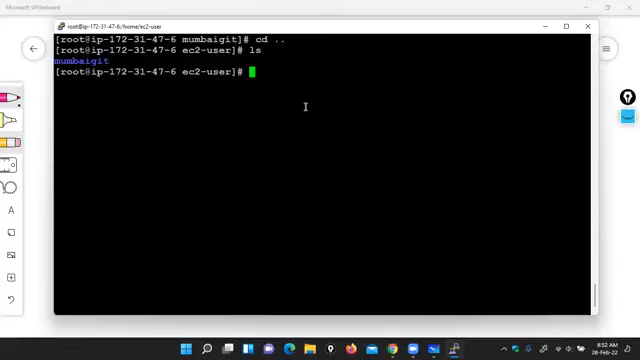 Microsoft Whiteboard
root@ip-172-31-47-6:/home/ec2-user
[root@ip-172-31-47-6 mumbaigit]# cd ..
[root@ip-172-31-47-6 ec2-user]# ls
mumbaigit
[root@ip-172-31-47-6 ec2-user]#
A
8:52 AM
28-Feb-22